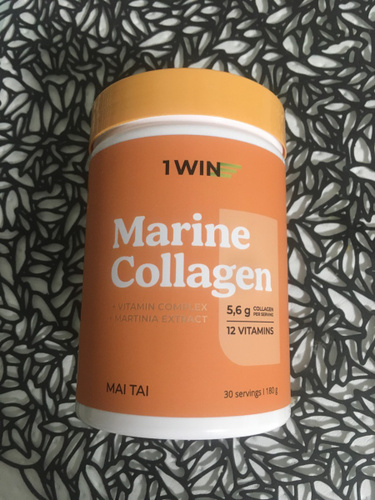 1WIN
Marine
Collagen
+ VITAMIN COMPLEX
+ MARTINIA EXTRACT
5,6 g COLLAGEN
PER SERVING
12 VITAMINS
MAI TAI
30 servings | 180 g